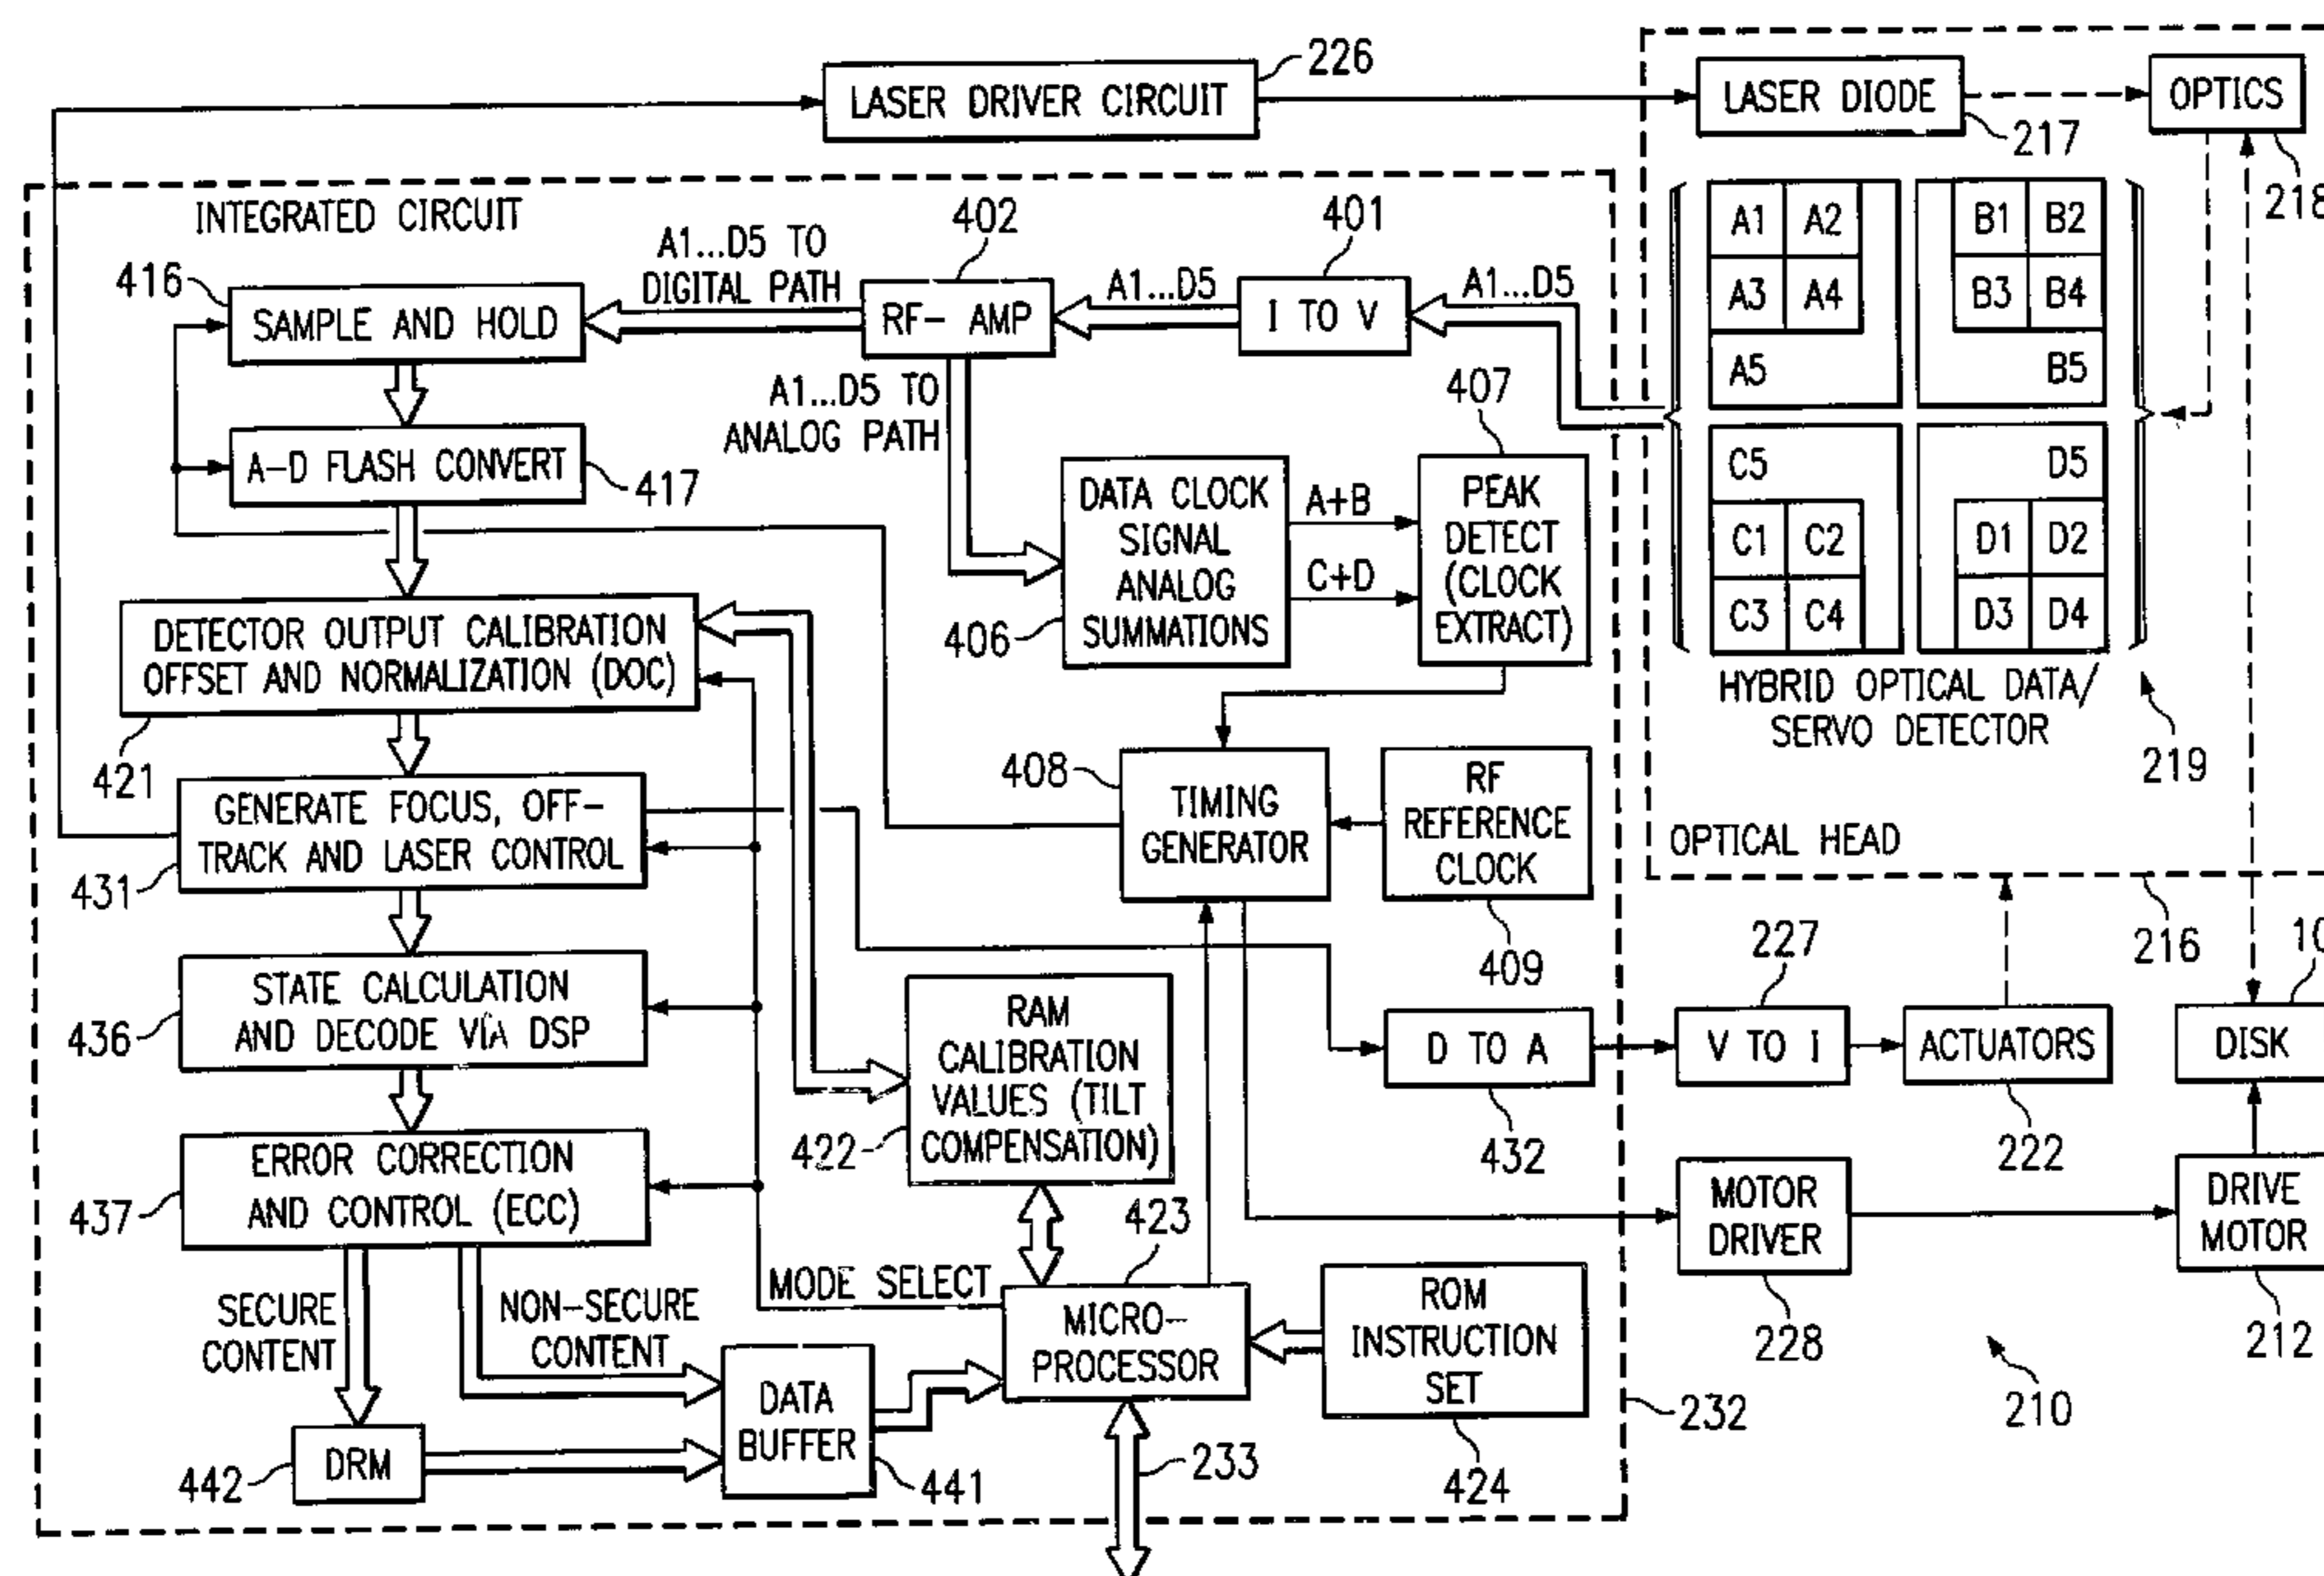 LASER DRIVER CIRCUIT
226
LASER DIODE
217
OPTICS
218
INTEGRATED CIRCUIT
416
SAMPLE AND HOLD
A1...D5 TO
DIGITAL PATH
402
RF- AMP
A1...D5
401
I TO V
A1...D5
A1 A2
A3 A4
A5
B1 B2
B3 B4
B5
C5
C1 C2
C3 C4
D5
D1 D2
D3 D4
HYBRID OPTICAL DATA/
SERVO DETECTOR
219
OPTICAL HEAD
216
A1...D5 TO
ANALOG PATH
A-D FLASH CONVERT
417
DATA CLOCK
SIGNAL
ANALOG
SUMMATIONS
406
A+B
C+D
407
PEAK
DETECT
(CLOCK
EXTRACT)
DETECTOR OUTPUT CALIBRATION
OFFSET AND NORMALIZATION (DOC)
421
408
TIMING
GENERATOR
RF
REFERENCE
CLOCK
409
GENERATE FOCUS, OFF-
TRACK AND LASER CONTROL
431
STATE CALCULATION
AND DECODE VIA DSP
436
RAM
CALIBRATION
VALUES (TILT
COMPENSATION)
422
D TO A
432
227
V TO I
ACTUATORS
222
10
DISK
ERROR CORRECTION
AND CONTROL (ECC)
437
MOTOR
DRIVER
228
DRIVE
MOTOR
212
SECURE
CONTENT
NON-SECURE
CONTENT
MODE SELECT
423
MICRO-
PROCESSOR
ROM
INSTRUCTION
SET
424
DATA
BUFFER
441
DRM
442
233
232
210